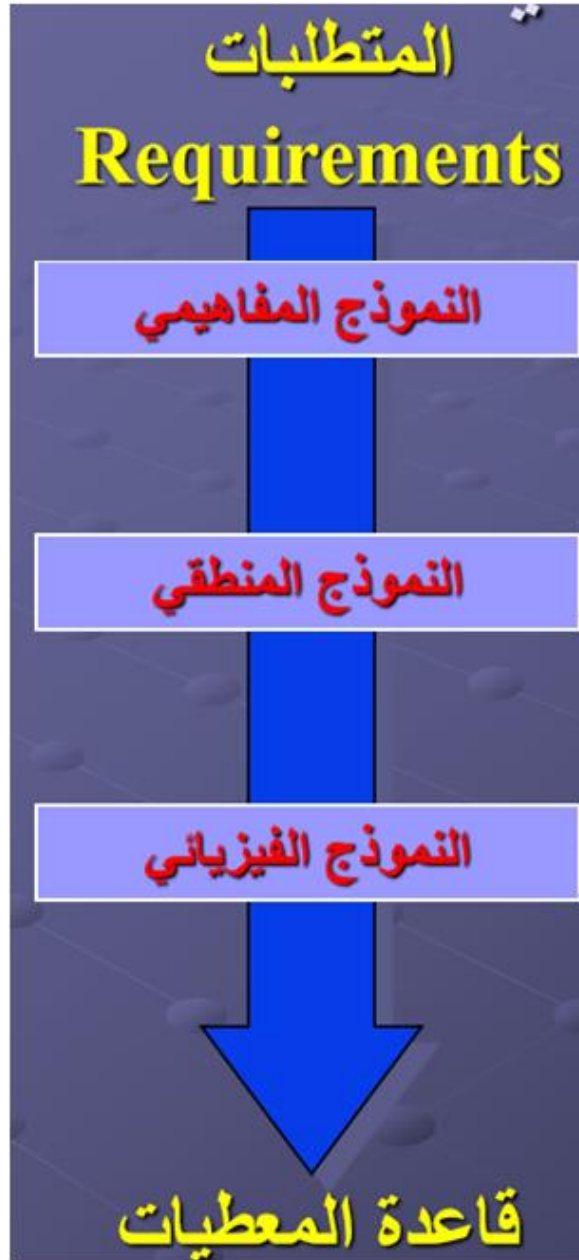 المتطلبات
Requirements
النموذج المفاهيمي
النموذج المنطقي
النموذج الفيزيائي
قاعدة المعطيات